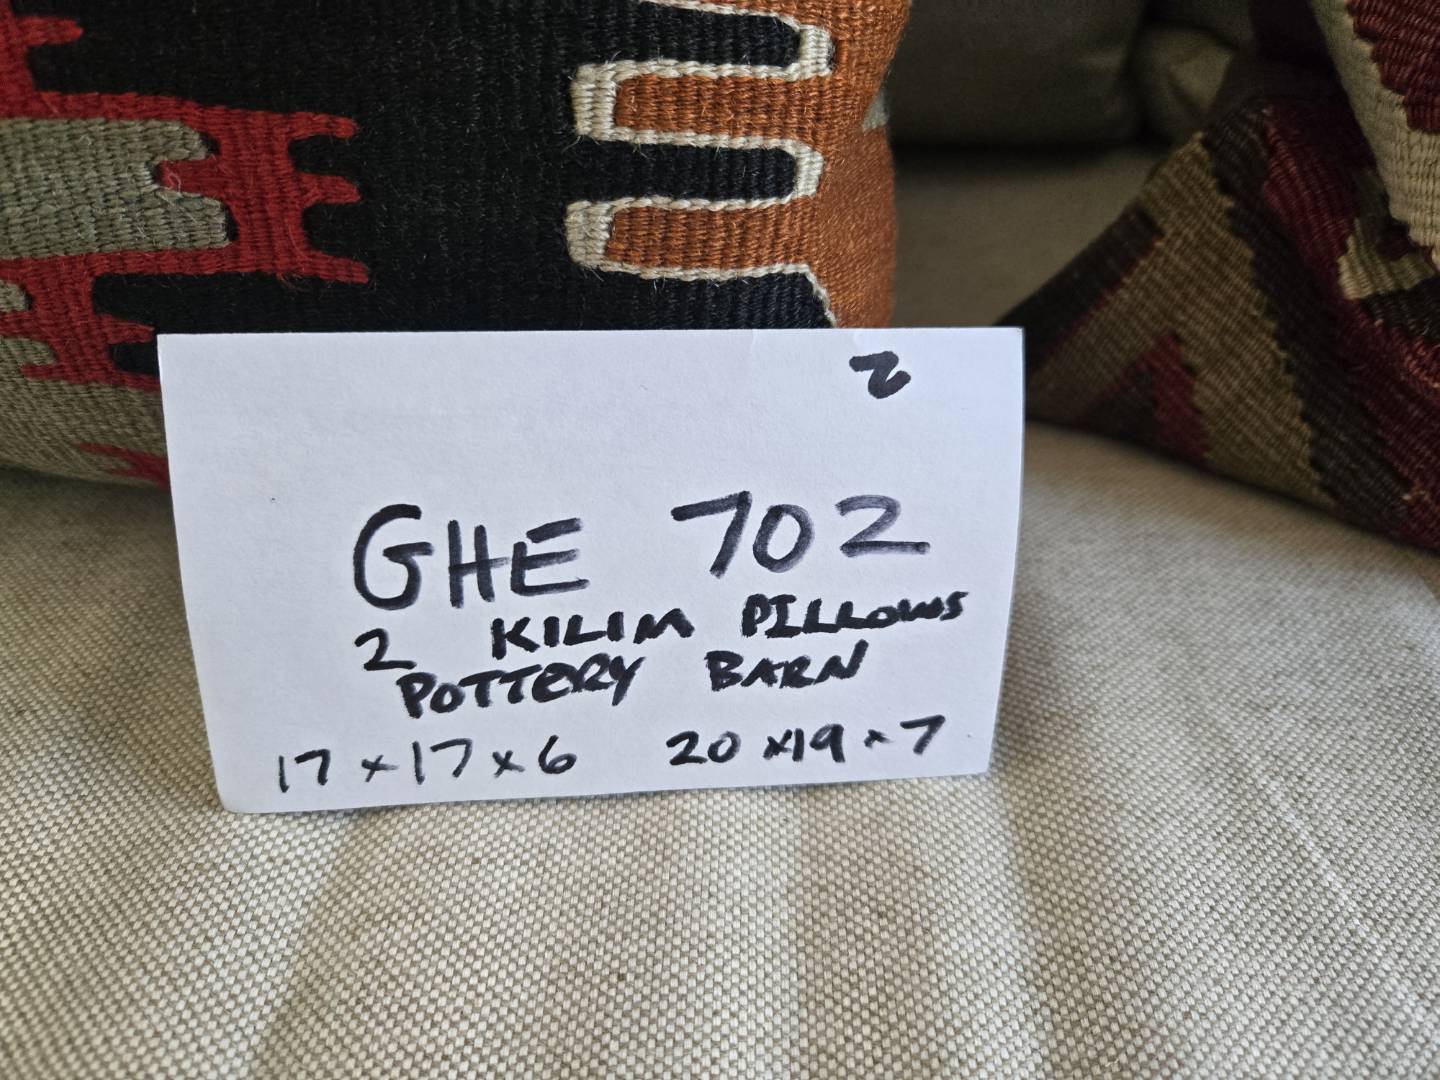 2
GHE 702
2 KILIM PILLOWS
POTTERY BARN
17 x 17 x 6 20 x 19 x 7